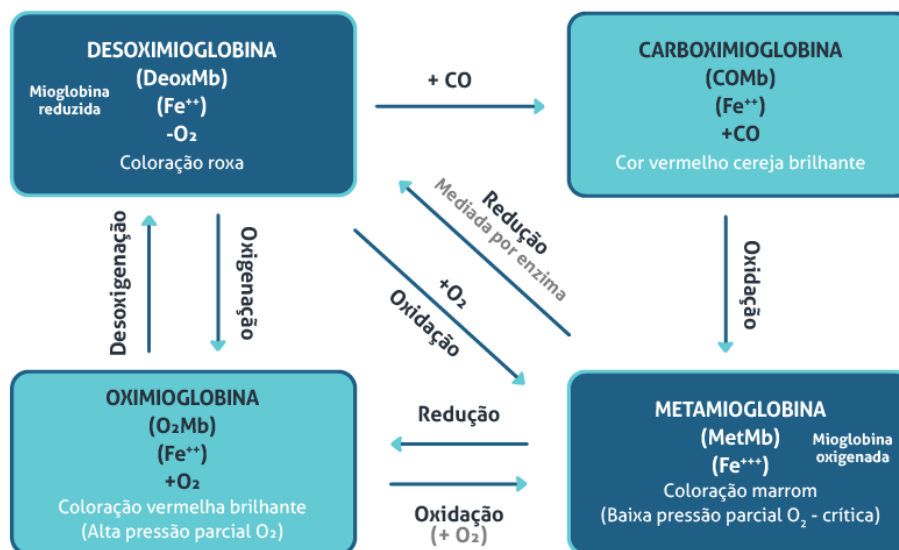 DESOXIMIOGLOBINA
(DeoxMb)
(Fe⁺⁺)
-O₂
Coloração roxa
Mioglobina
reduzida
+ CO
CARBOXIMIOGLOBINA
(COMb)
(Fe⁺⁺)
+CO
Cor vermelho cereja brilhante
Desoxigenação
Oxigenação
+O₂
Oxidação
Redução
Mediada por enzima
Oxidação
OXIMIOGLOBINA
(O₂Mb)
(Fe⁺⁺)
+O₂
Coloração vermelha brilhante
(Alta pressão parcial O₂)
Redução
Oxidação
(+ O₂)
METAMIOGLOBINA
(MetMb)
(Fe⁺⁺⁺)
Mioglobina
oxigenada
Coloração marrom
(Baixa pressão parcial O₂ - crítica)